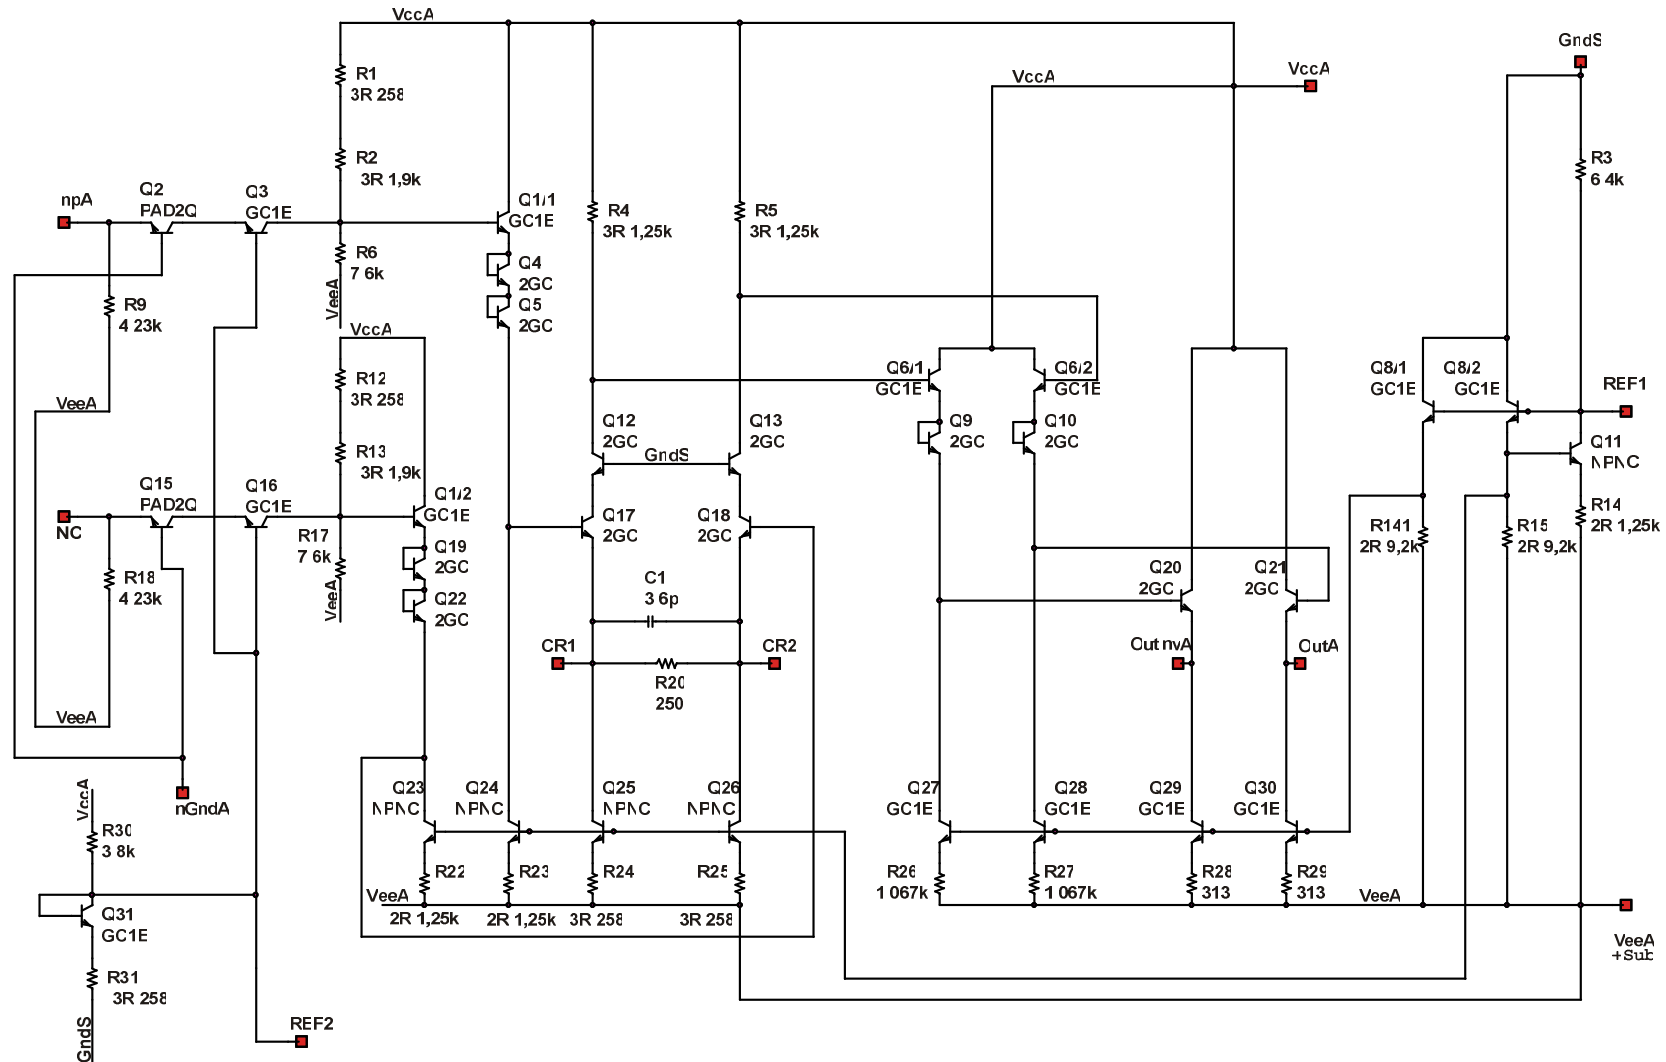 VccA
GndS
R1
3R 258
VccA
VccA
R2
3R 1,9k
R3
6 4k
Q2
PAD2Q
Q3
GC1E
npA
Q1/1
GC1E
R4
3R 1,25k
R5
3R 1,25k
R6
7 6k
VeeA
Q4
2GC
Q5
2GC
R9
4 23k
VccA
R12
3R 258
Q6/1
GC1E
Q6/2
GC1E
Q8/1
GC1E
Q8/2
GC1E
REF1
VeeA
Q12
2GC
Q13
2GC
Q9
2GC
Q10
2GC
Q11
NPNC
R13
3R 1,9k
GndS
Q15
PAD2Q
Q16
GC1E
Q1/2
GC1E
NC
Q17
2GC
Q18
2GC
R141
2R 9,2k
R15
2R 9,2k
R14
2R 1,25k
R17
7 6k
VeeA
Q19
2GC
Q22
2GC
R18
4 23k
C1
3 6p
Q20
2GC
Q21
2GC
CR1
CR2
Out nvA
OutA
R20
250
VeeA
nGndA
VccA
Q23
NPNC
Q24
NPNC
Q25
NPNC
Q26
NPNC
Q27
GC1E
Q28
GC1E
Q29
GC1E
Q30
GC1E
R30
3 8k
R22
2R 1,25k
R23
2R 1,25k
R24
3R 258
R25
3R 258
R26
1 067k
R27
1 067k
R28
313
R29
313
VeeA
VeeA
Q31
GC1E
VeeA
+Sub
R31
3R 258
GndS
REF2